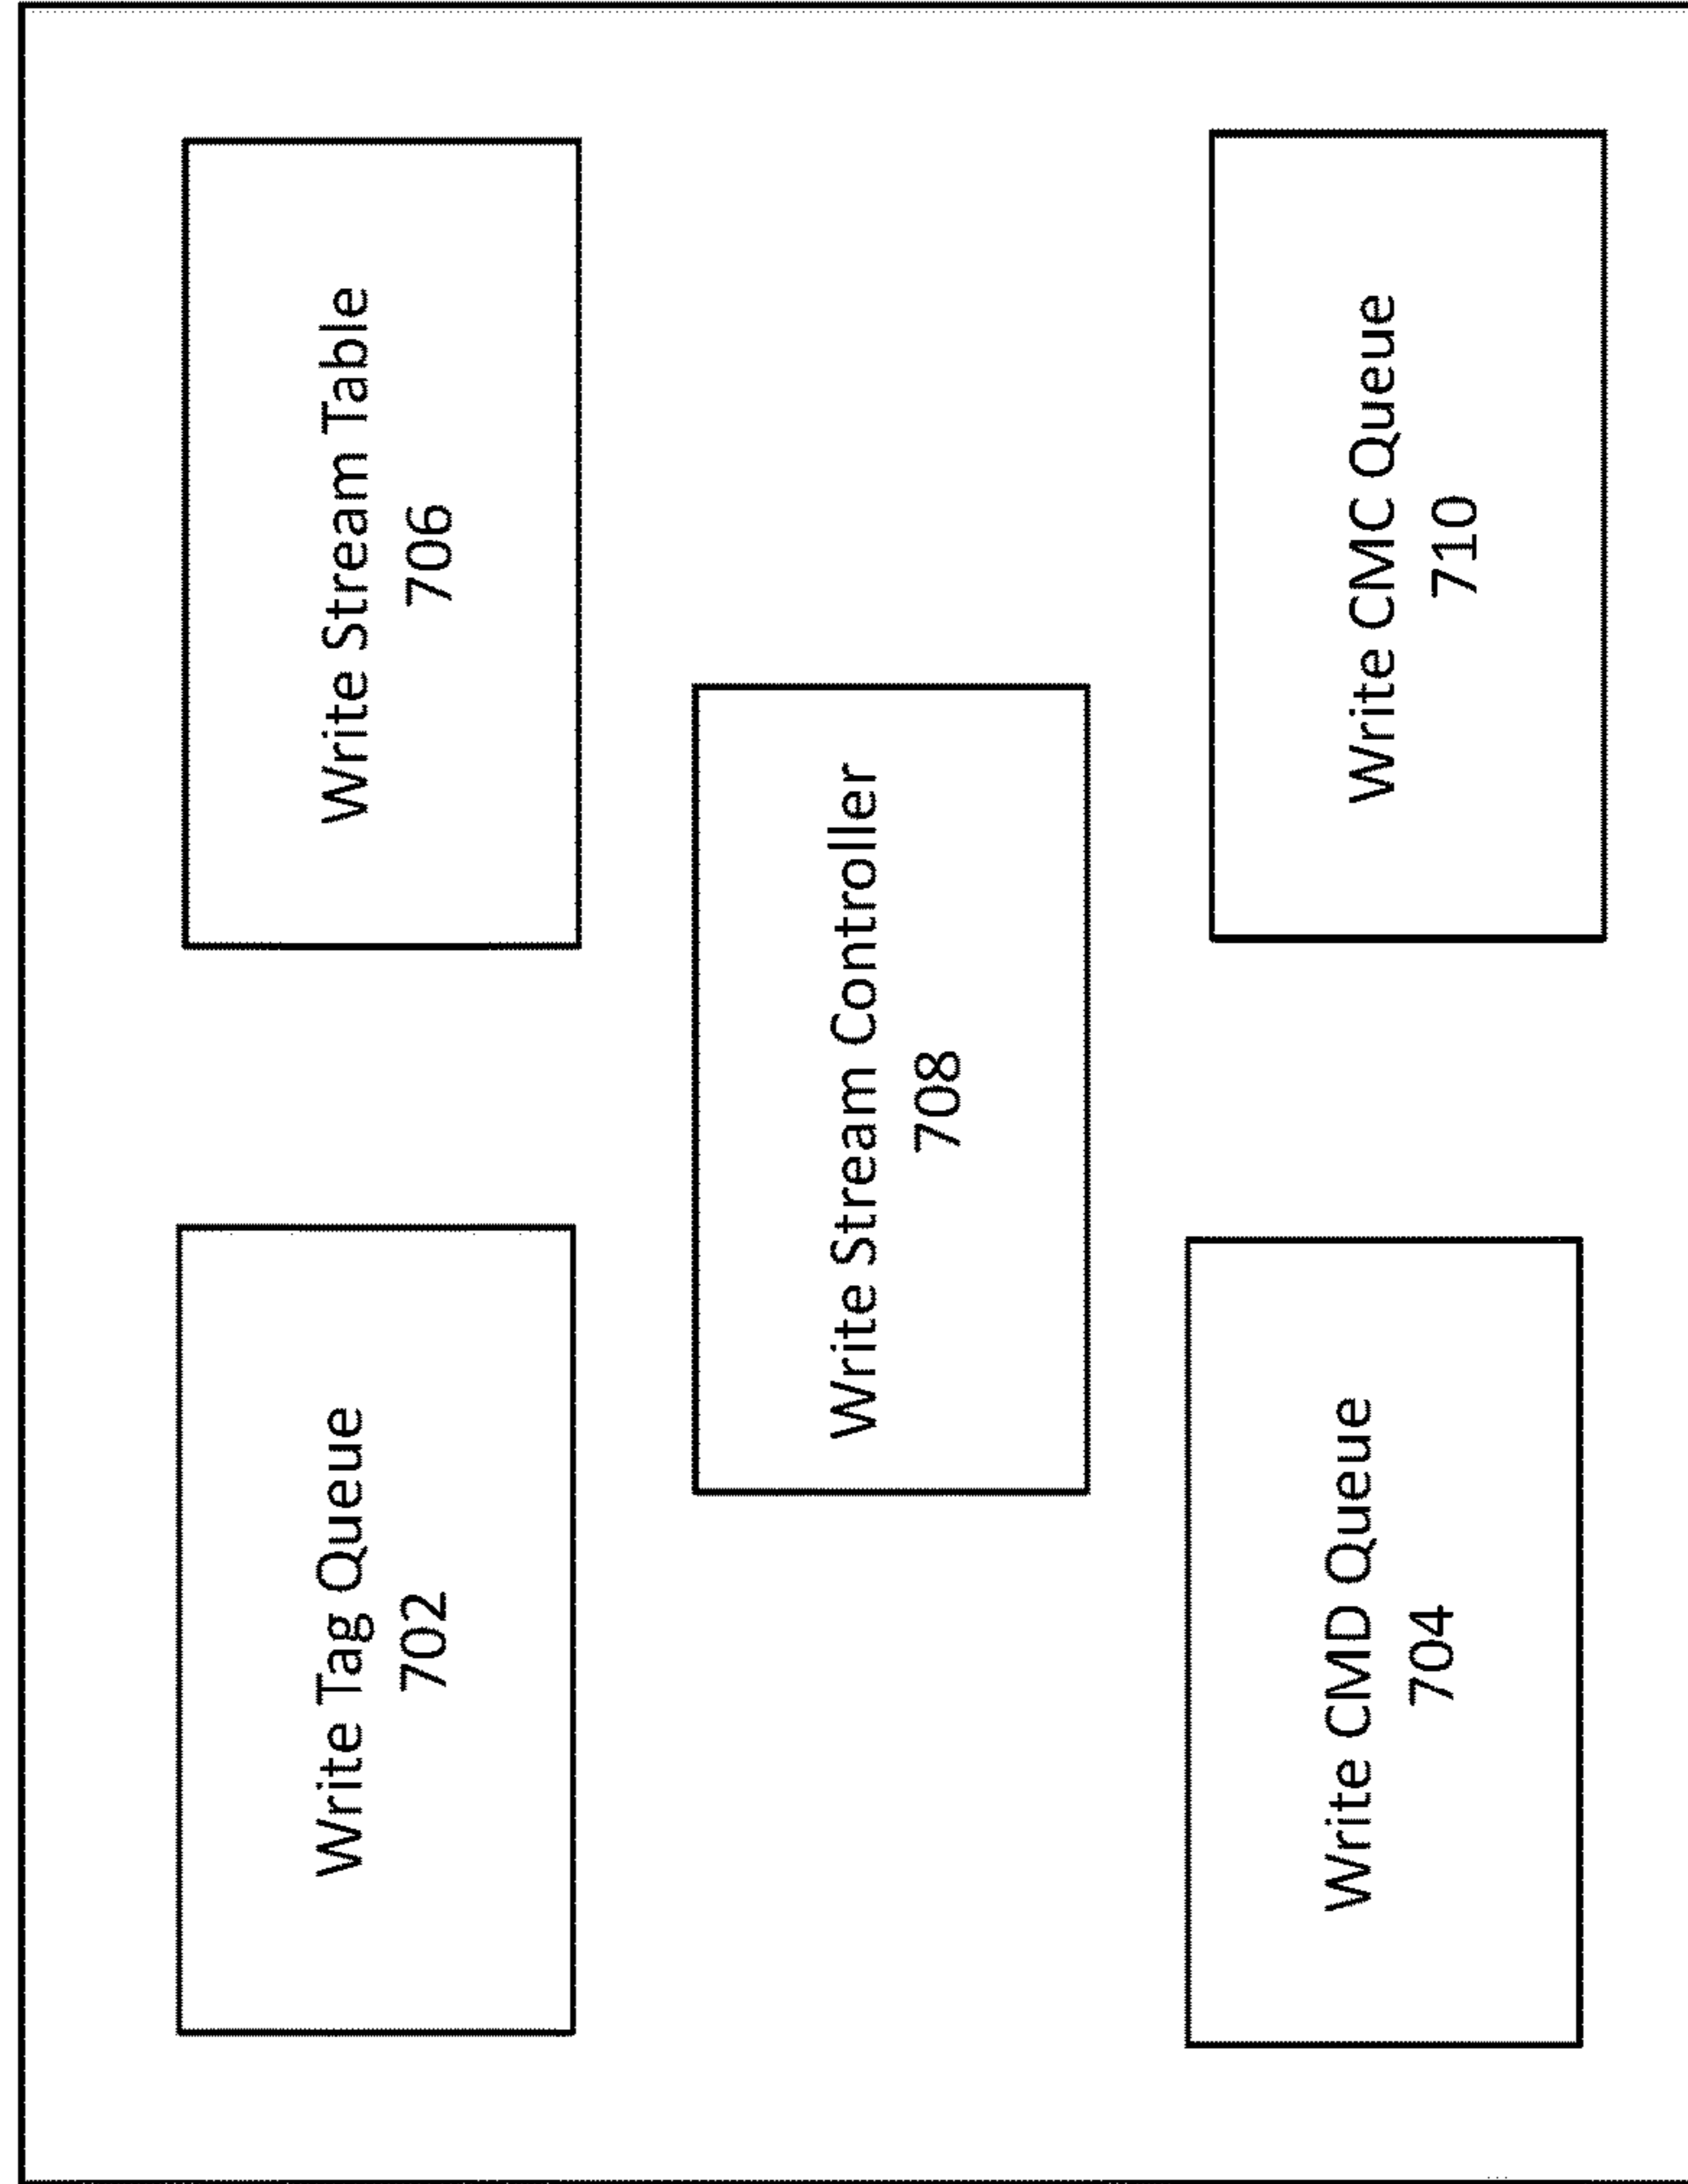 Write Tag Queue
702
Write Stream Table
706
Write Stream Controller
708
Write CMD Queue
704
Write CMC Queue
710